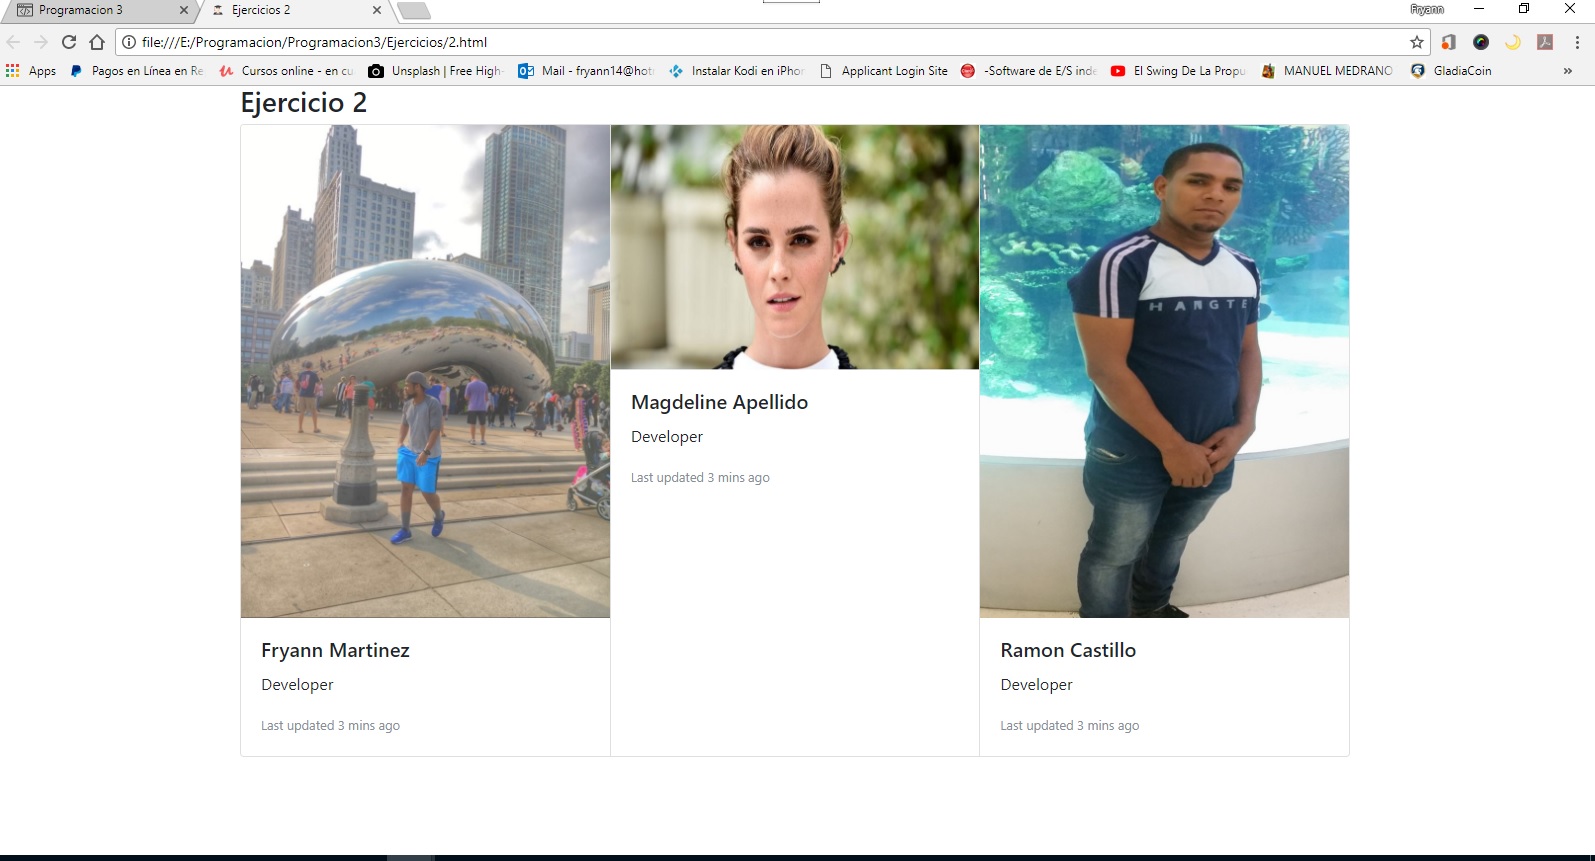 Programacion 3
Ejercicios 2
Fryann
file:///E:/Programacion/Programacion3/Ejercicios/2.html
Apps
Pagos en Línea en Re
Cursos online - en cu
Unsplash | Free High-
Mail - fryann14@hot
Instalar Kodi en iPhor
Applicant Login Site
-Software de E/S inde
El Swing De La Propu
MANUEL MEDRANO
GladiaCoin
»
Ejercicio 2
HANGTE
Magdeline Apellido
Developer
Last updated 3 mins ago
Fryann Martinez
Developer
Last updated 3 mins ago
Ramon Castillo
Developer
Last updated 3 mins ago